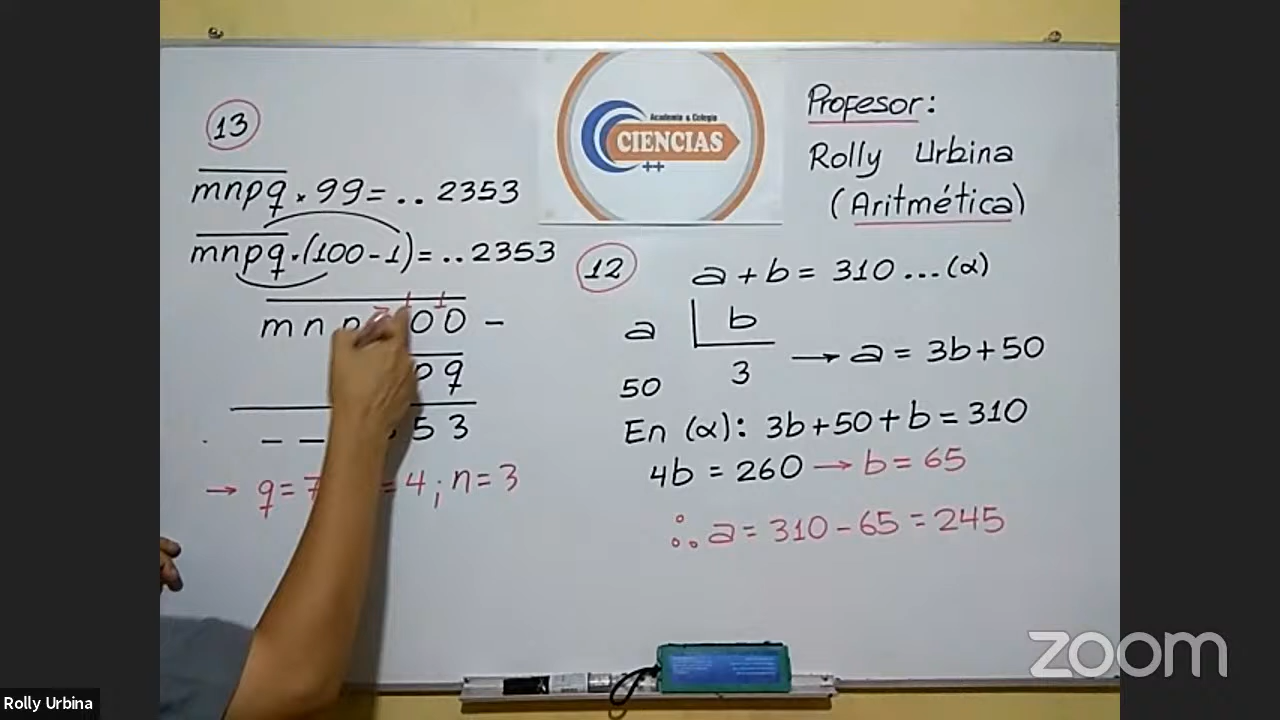 13
mnpq × 99 = ..2353
mnpq·(100-1) = ..2353
mn 00 -
pq
53
→ q=7 =4; n=3
Academia & Colegio
CIENCIAS
++
Profesor:
Rolly Urbina
(Aritmética)
12
a + b = 310 ...(α)
a b
50 3 → a = 3b+50
En (α): 3b+50+b = 310
4b = 260 → b = 65
∴ a = 310 - 65 = 245
zoom
Rolly Urbina